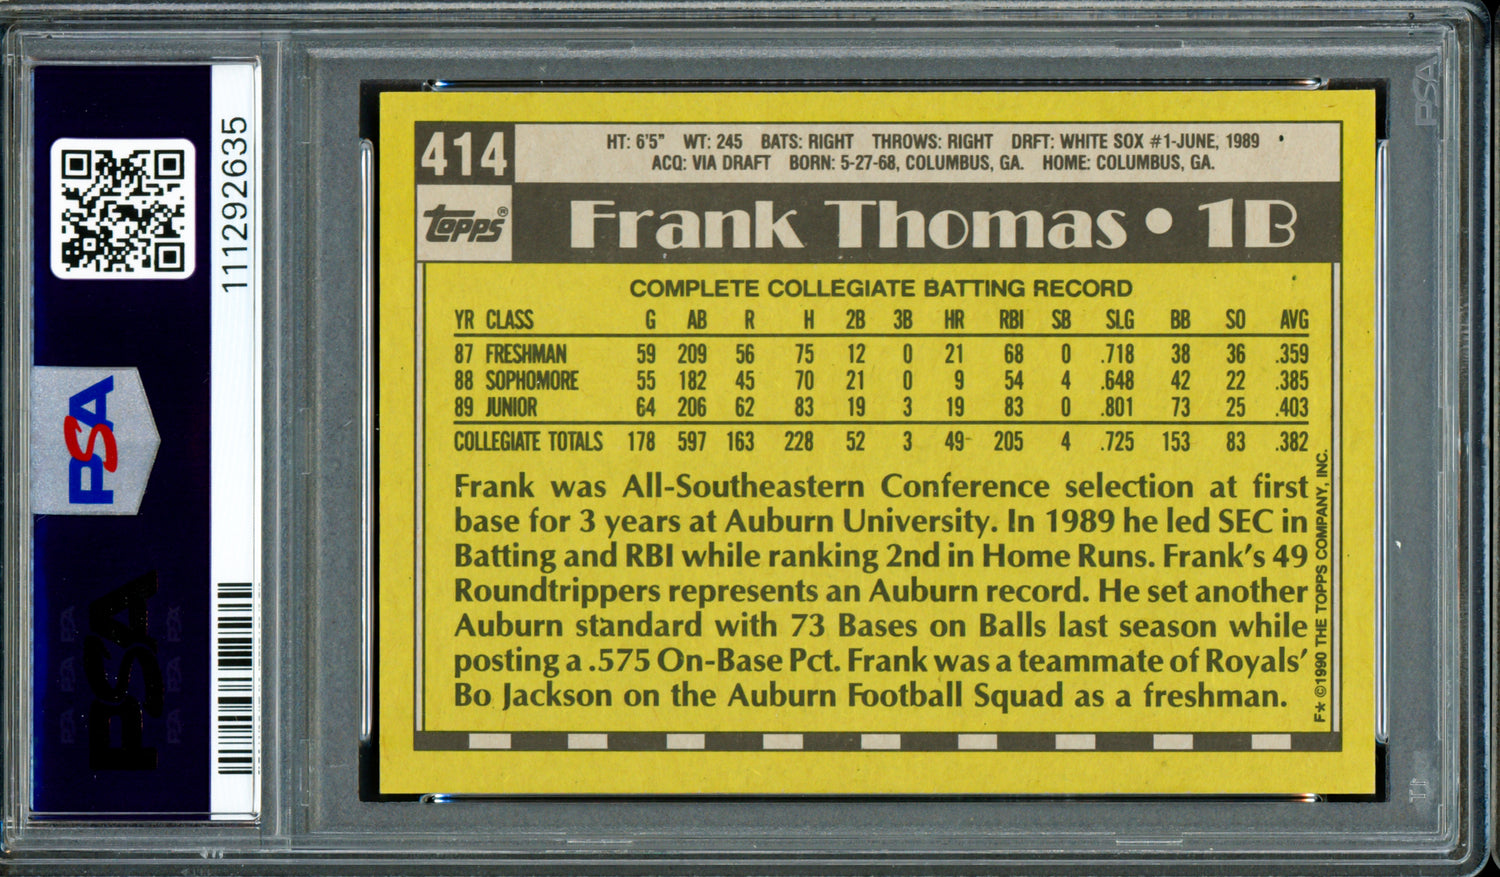 111292635
PSA
PSA
PSA
414
HT: 6'5" WT: 245 BATS: RIGHT THROWS: RIGHT DRFT: WHITE SOX #1-JUNE, 1989
ACQ: VIA DRAFT BORN: 5-27-68, COLUMBUS, GA. HOME: COLUMBUS, GA.
topps®
Frank Thomas • 1B
COMPLETE COLLEGIATE BATTING RECORD
YR CLASS G AB R H 2B 3B HR RBI SB SLG BB SO AVG
87 FRESHMAN 59 209 56 75 12 0 21 68 0 .718 38 36 .359
88 SOPHOMORE 55 182 45 70 21 0 9 54 4 .648 42 22 .385
89 JUNIOR 64 206 62 83 19 3 19 83 0 .801 73 25 .403
COLLEGIATE TOTALS 178 597 163 228 52 3 49 205 4 .725 153 83 .382
Frank was All-Southeastern Conference selection at first
base for 3 years at Auburn University. In 1989 he led SEC in
Batting and RBI while ranking 2nd in Home Runs. Frank's 49
Roundtrippers represents an Auburn record. He set another
Auburn standard with 73 Bases on Balls last season while
posting a .575 On-Base Pct. Frank was a teammate of Royals'
Bo Jackson on the Auburn Football Squad as a freshman.
F* ©1990 THE TOPPS COMPANY, INC.